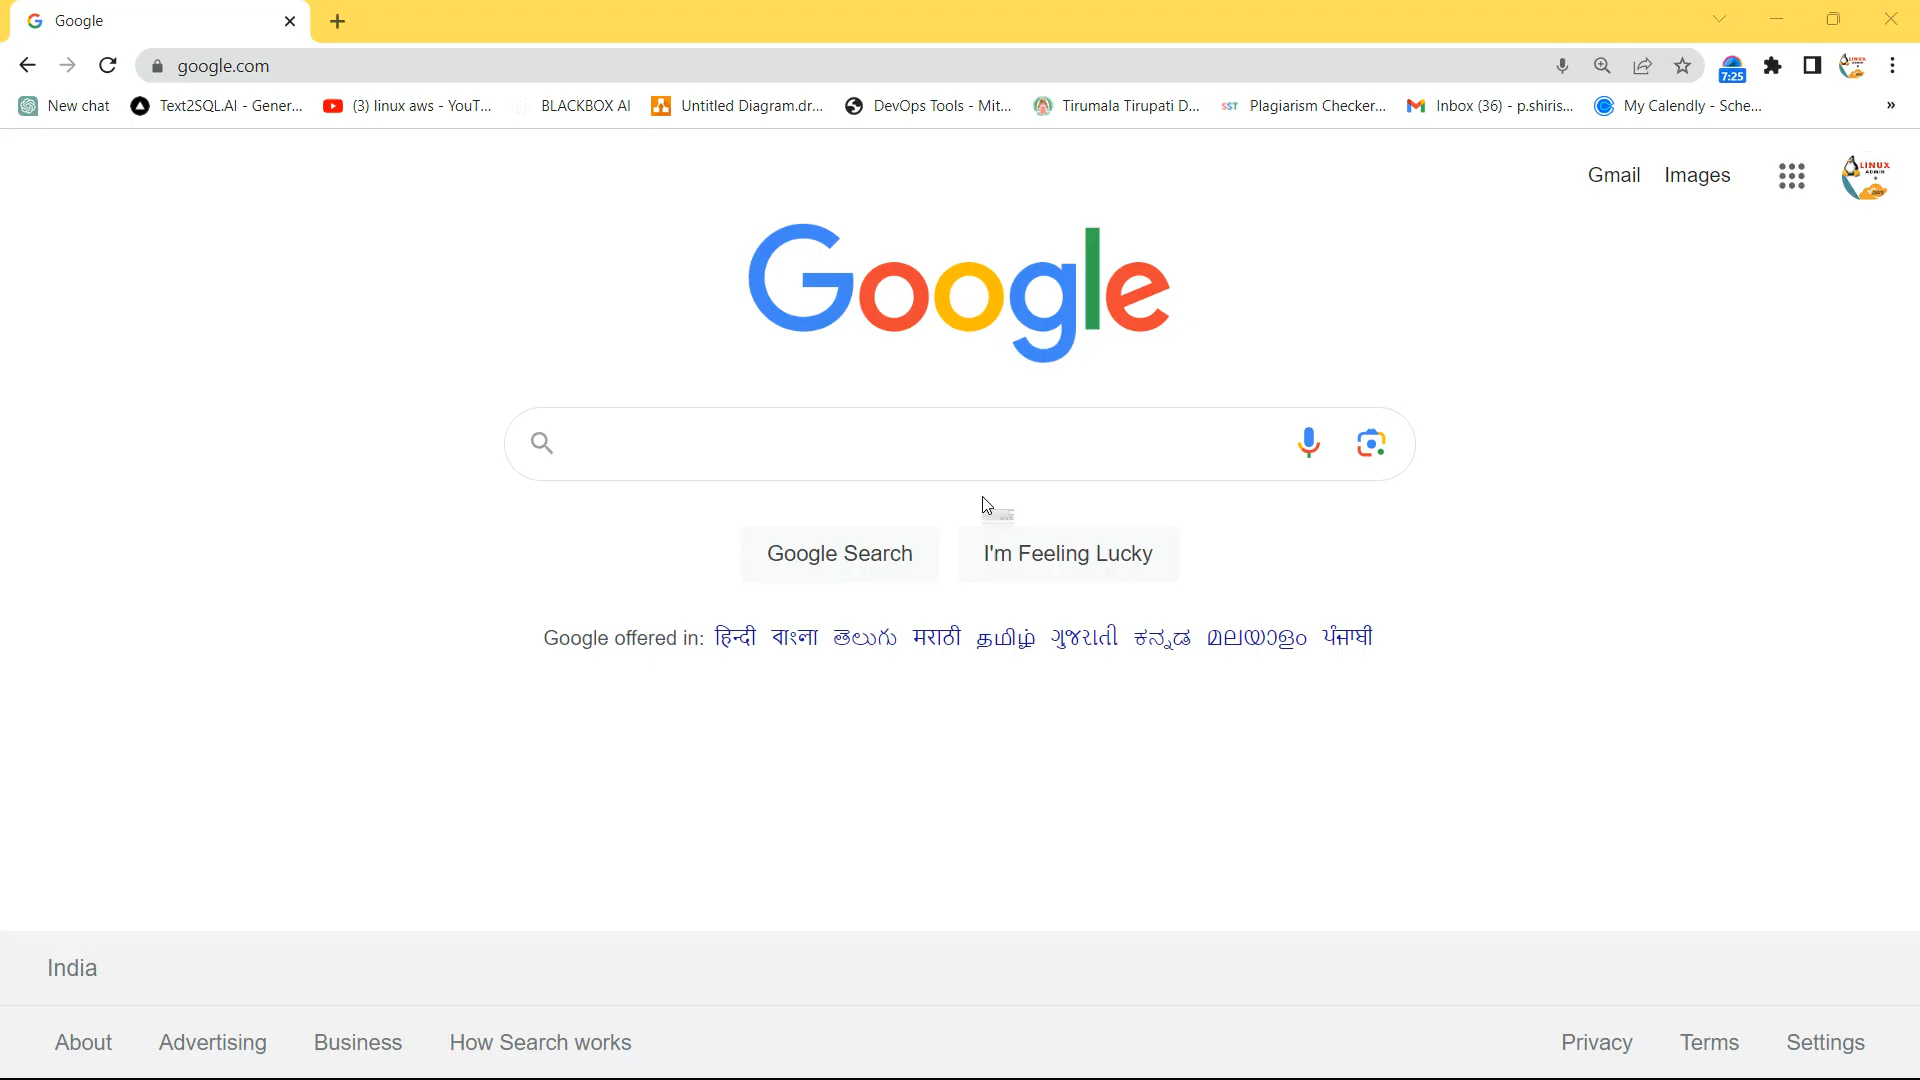 Google
google.com
7:25
New chat Text2SQL.AI - Gener... (3) linux aws - YouT... BLACKBOX AI Untitled Diagram.dr... DevOps Tools - Mit... Tirumala Tirupati D... SST Plagiarism Checker... Inbox (36) - p.shiris... My Calendly - Sche... »
Gmail Images
LINUX
ADMIN
+
Google
Google Search I'm Feeling Lucky
Google offered in: हिन्दी বাংলা తెలుగు मराठी தமிழ் ગુજરાતી ಕನ್ನಡ മലയാളം ਪੰਜਾਬੀ
India
About Advertising Business How Search works Privacy Terms Settings